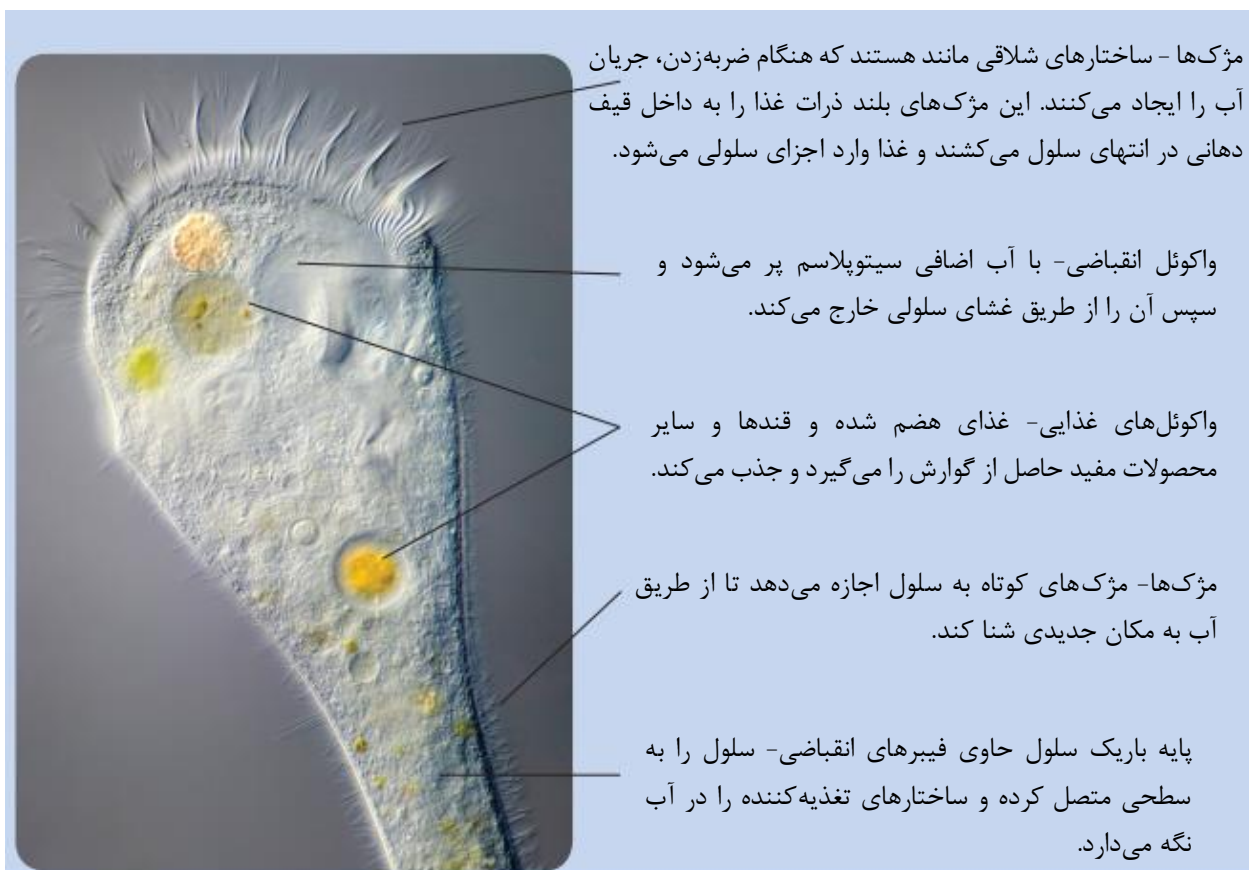 مژک‌ها - ساختارهای شلاقی مانند هستند که هنگام ضربه‌زدن، جریان
آب را ایجاد می‌کنند. این مژک‌های بلند ذرات غذا را به داخل قیف
دهانی در انتهای سلول می‌کشند و غذا وارد اجزای سلولی می‌شود.
واکوئل انقباضی- با آب اضافی سیتوپلاسم پر می‌شود و
سپس آن را از طریق غشای سلولی خارج می‌کند.
واکوئل‌های غذایی- غذای هضم شده و قندها و سایر
محصولات مفید حاصل از گوارش را می‌گیرد و جذب می‌کند.
مژک‌ها- مژک‌های کوتاه به سلول اجازه می‌دهد تا از طریق
آب به مکان جدیدی شنا کند.
پایه باریک سلول حاوی فیبرهای انقباضی- سلول را به
سطحی متصل کرده و ساختارهای تغذیه‌کننده را در آب
نگه می‌دارد.